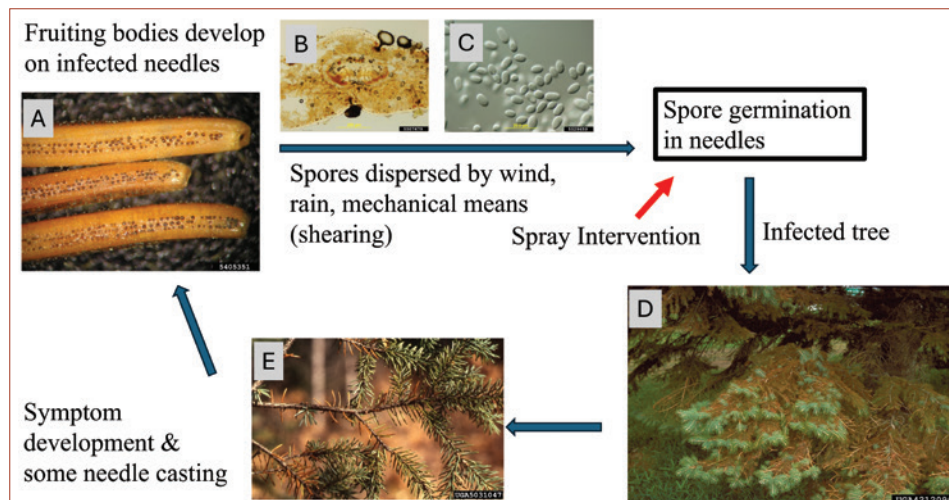 Fruiting bodies develop
on infected needles
A
5405351
B
C
Spores dispersed by wind,
rain, mechanical means
(shearing)
Spore germination
in needles
Spray Intervention
Infected tree
D
E
UGA5031047
Symptom
development &
some needle casting